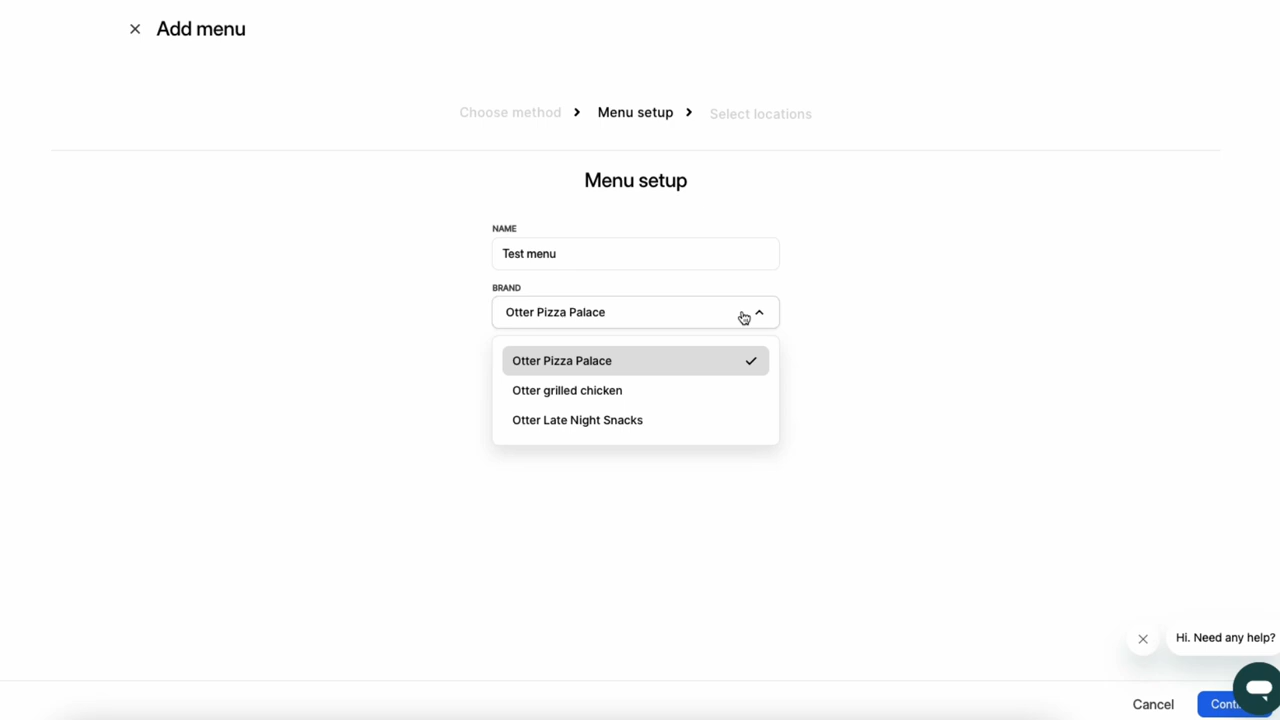 Add menu
Choose method Menu setup Select locations
Menu setup
NAME
Test menu
BRAND
Otter Pizza Palace
Otter Pizza Palace
Otter grilled chicken
Otter Late Night Snacks
Hi. Need any help?
Cancel